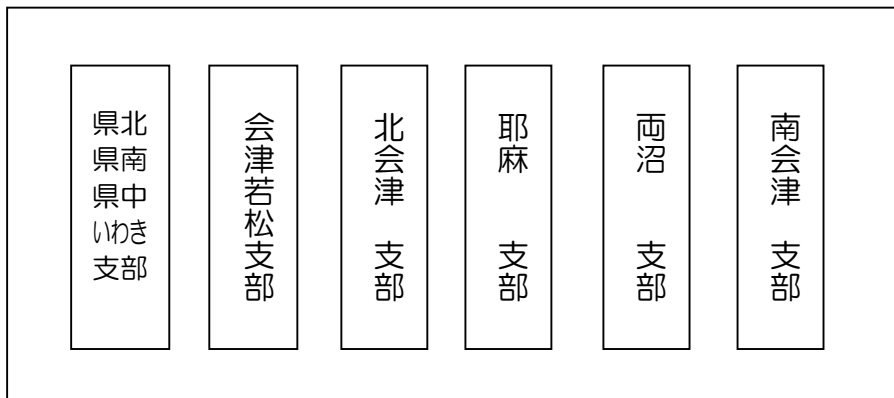 県北
県南
県中
いわき
支部
会津若松支部
北会津 支部
耶麻 支部
両沼 支部
南会津 支部